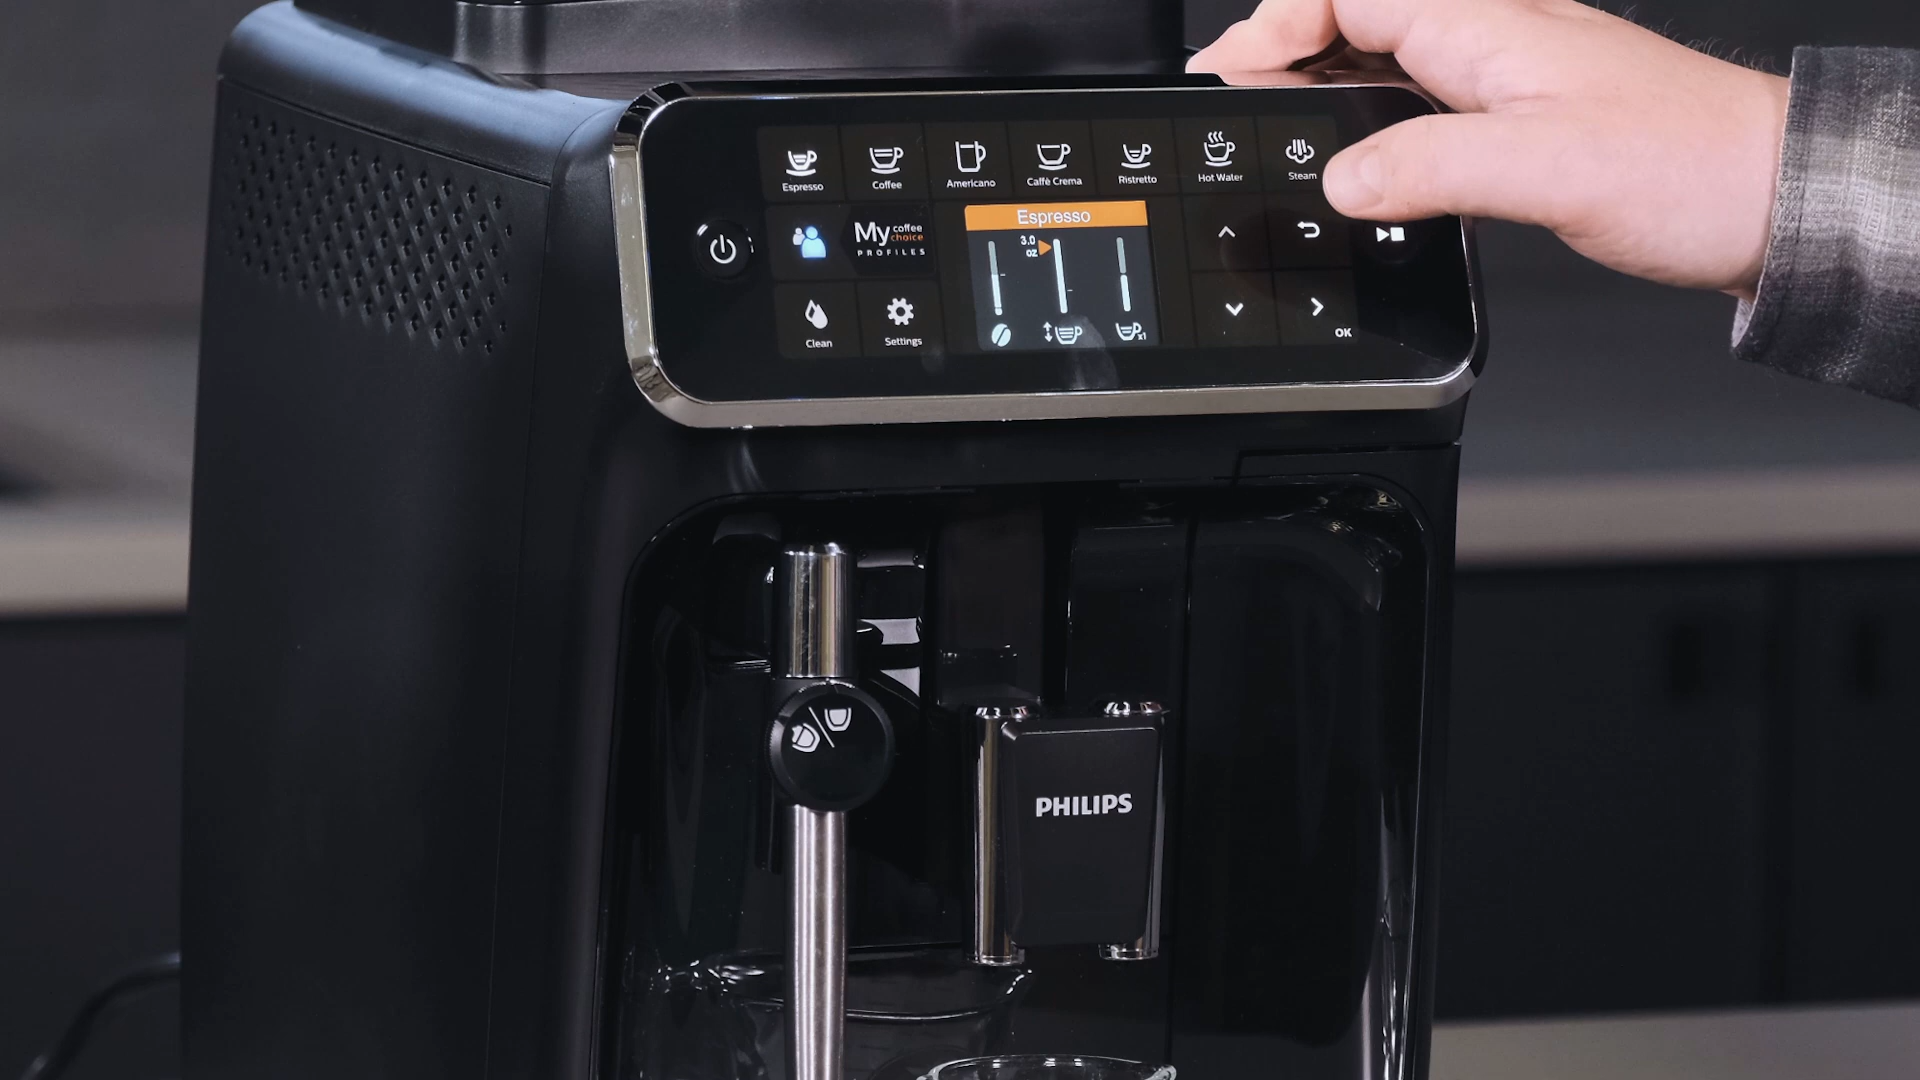 Espresso
Coffee
Americano
Caffè Crema
Ristretto
Hot Water
Steam
My coffee choice
PROFILES
Espresso
3.0
oz
x1
Clean
Settings
OK
PHILIPS